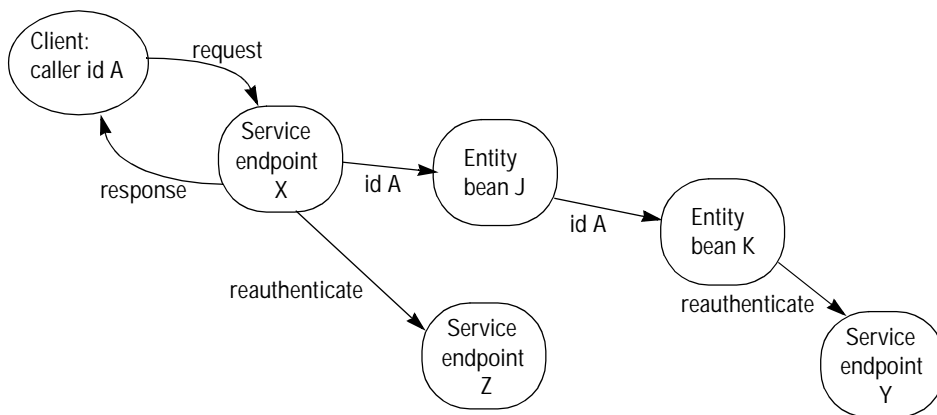 Client:
caller id A
request
Service
endpoint
X
response
id A
Entity
bean J
id A
Entity
bean K
reauthenticate
Service
endpoint
Z
reauthenticate
Service
endpoint
Y